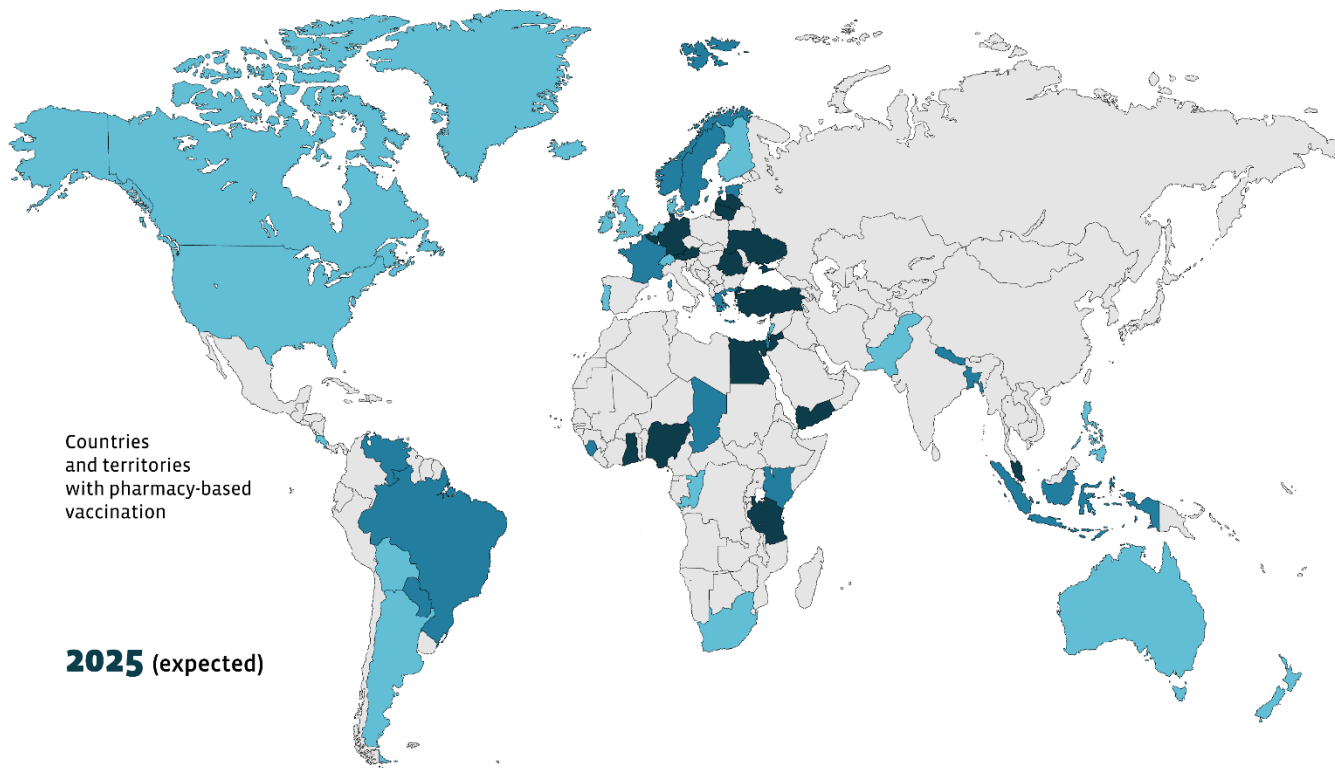 Countries
and territories
with pharmacy-based
vaccination
2025 (expected)